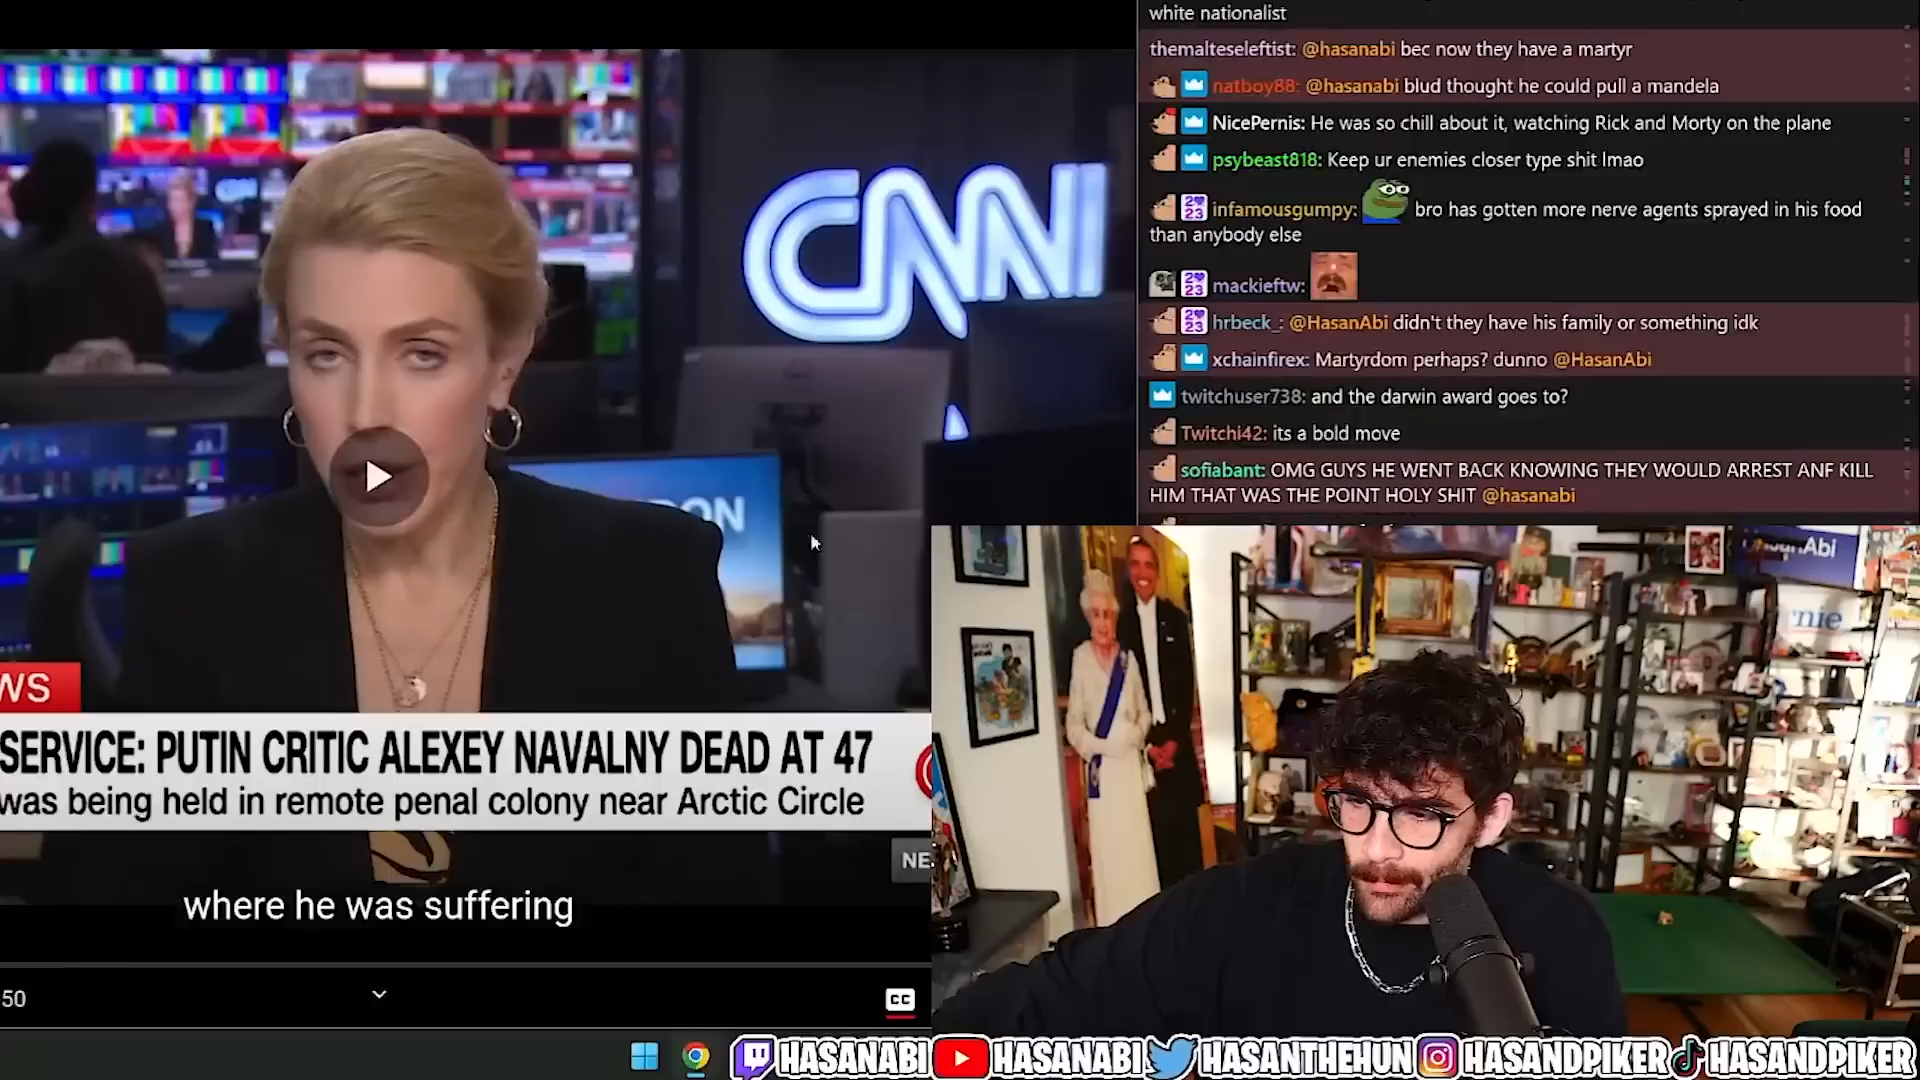 white nationalist
themalteseleftist: @hasanabi bec now they have a martyr
natboy88: @hasanabi blud thought he could pull a mandela
NicePernis: He was so chill about it, watching Rick and Morty on the plane
psybeast818: Keep ur enemies closer type shit lmao
infamousgumpy: bro has gotten more nerve agents sprayed in his food
than anybody else
mackieftw:
hrbeck_: @HasanAbi didn't they have his family or something idk
xchainfirex: Martyrdom perhaps? dunno @HasanAbi
twitchuser738: and the darwin award goes to?
Twitchi42: its a bold move
sofiabant: OMG GUYS HE WENT BACK KNOWING THEY WOULD ARREST ANF KILL
HIM THAT WAS THE POINT HOLY SHIT @hasanabi
CNN
DON
WS
SERVICE: PUTIN CRITIC ALEXEY NAVALNY DEAD AT 47
was being held in remote penal colony near Arctic Circle
NE
where he was suffering
50
CC
Abi
rnie
HASANABI HASANABI HASANTHEHUN HASANDPIKER HASANDPIKER